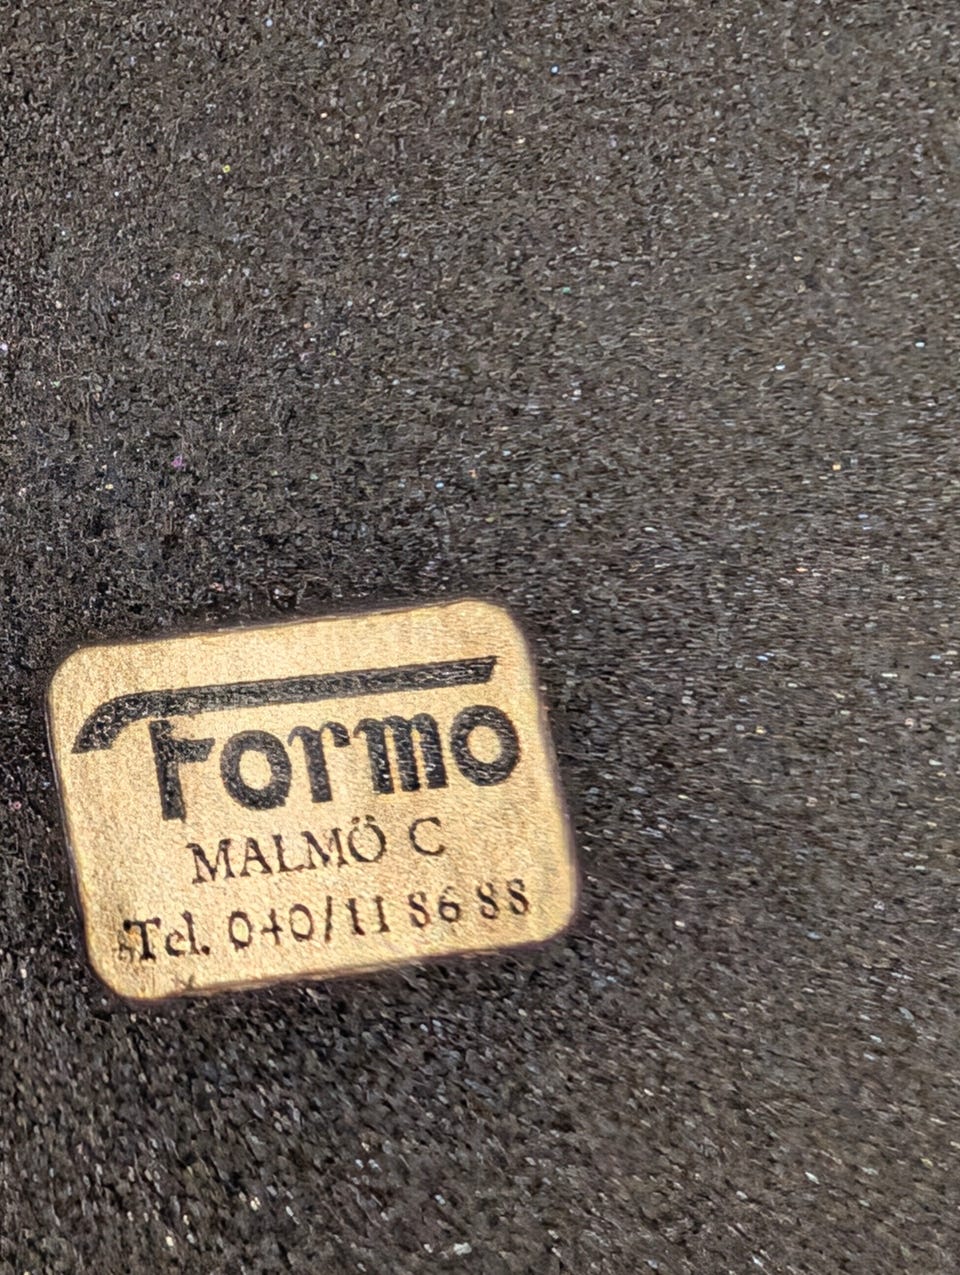 Formo
MALMÖ C
Tel. 040/11 86 88